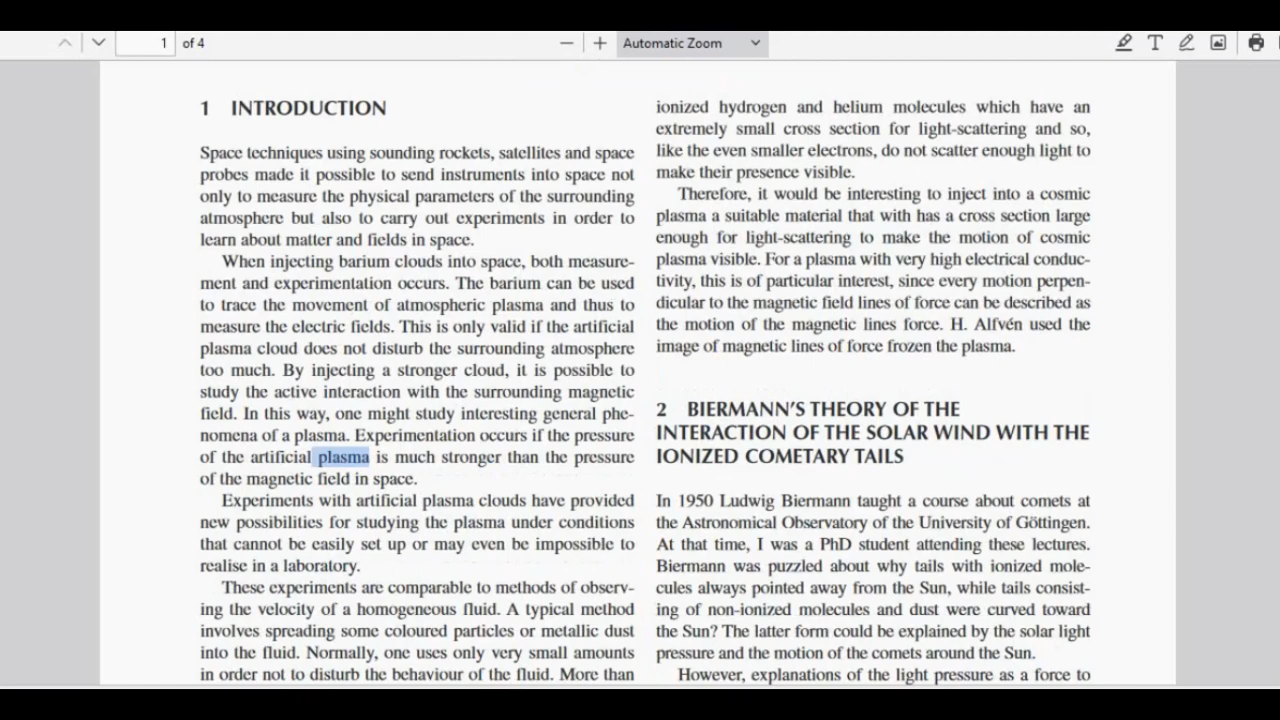 1 of 4
Automatic Zoom
1 INTRODUCTION
Space techniques using sounding rockets, satellites and space
probes made it possible to send instruments into space not
only to measure the physical parameters of the surrounding
atmosphere but also to carry out experiments in order to
learn about matter and fields in space.
When injecting barium clouds into space, both measure-
ment and experimentation occurs. The barium can be used
to trace the movement of atmospheric plasma and thus to
measure the electric fields. This is only valid if the artificial
plasma cloud does not disturb the surrounding atmosphere
too much. By injecting a stronger cloud, it is possible to
study the active interaction with the surrounding magnetic
field. In this way, one might study interesting general phe-
nomena of a plasma. Experimentation occurs if the pressure
of the artificial plasma is much stronger than the pressure
of the magnetic field in space.
Experiments with artificial plasma clouds have provided
new possibilities for studying the plasma under conditions
that cannot be easily set up or may even be impossible to
realise in a laboratory.
These experiments are comparable to methods of observ-
ing the velocity of a homogeneous fluid. A typical method
involves spreading some coloured particles or metallic dust
into the fluid. Normally, one uses only very small amounts
in order not to disturb the behaviour of the fluid. More than
ionized hydrogen and helium molecules which have an
extremely small cross section for light-scattering and so,
like the even smaller electrons, do not scatter enough light to
make their presence visible.
Therefore, it would be interesting to inject into a cosmic
plasma a suitable material that with has a cross section large
enough for light-scattering to make the motion of cosmic
plasma visible. For a plasma with very high electrical conduc-
tivity, this is of particular interest, since every motion perpen-
dicular to the magnetic field lines of force can be described as
the motion of the magnetic lines force. H. Alfvén used the
image of magnetic lines of force frozen the plasma.
2 BIERMANN'S THEORY OF THE
INTERACTION OF THE SOLAR WIND WITH THE
IONIZED COMETARY TAILS
In 1950 Ludwig Biermann taught a course about comets at
the Astronomical Observatory of the University of Göttingen.
At that time, I was a PhD student attending these lectures.
Biermann was puzzled about why tails with ionized mole-
cules always pointed away from the Sun, while tails consist-
ing of non-ionized molecules and dust were curved toward
the Sun? The latter form could be explained by the solar light
pressure and the motion of the comets around the Sun.
However, explanations of the light pressure as a force to